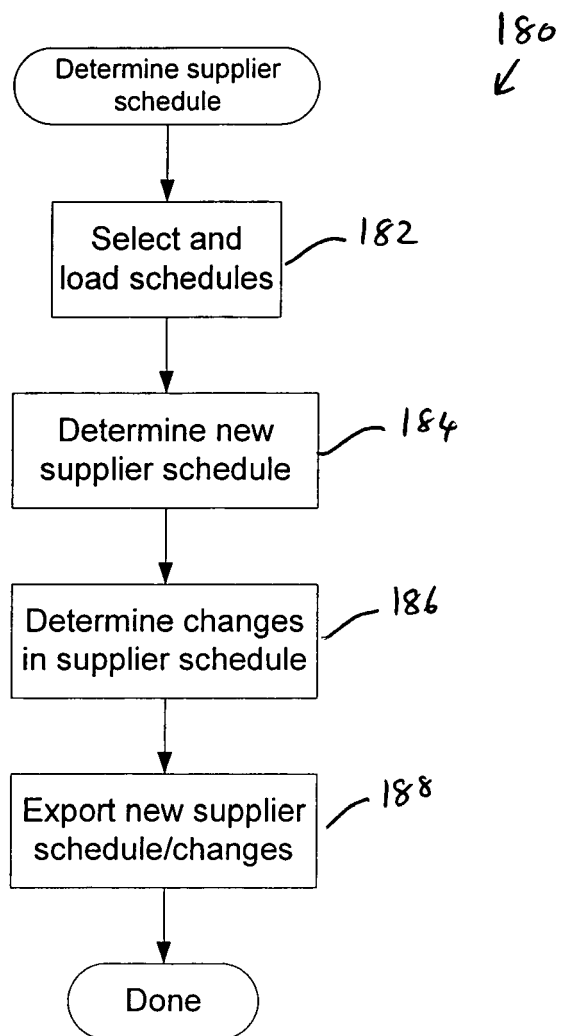 180
Determine supplier
schedule
Select and
load schedules
182
Determine new
supplier schedule
184
Determine changes
in supplier schedule
186
Export new supplier
schedule/changes
188
Done